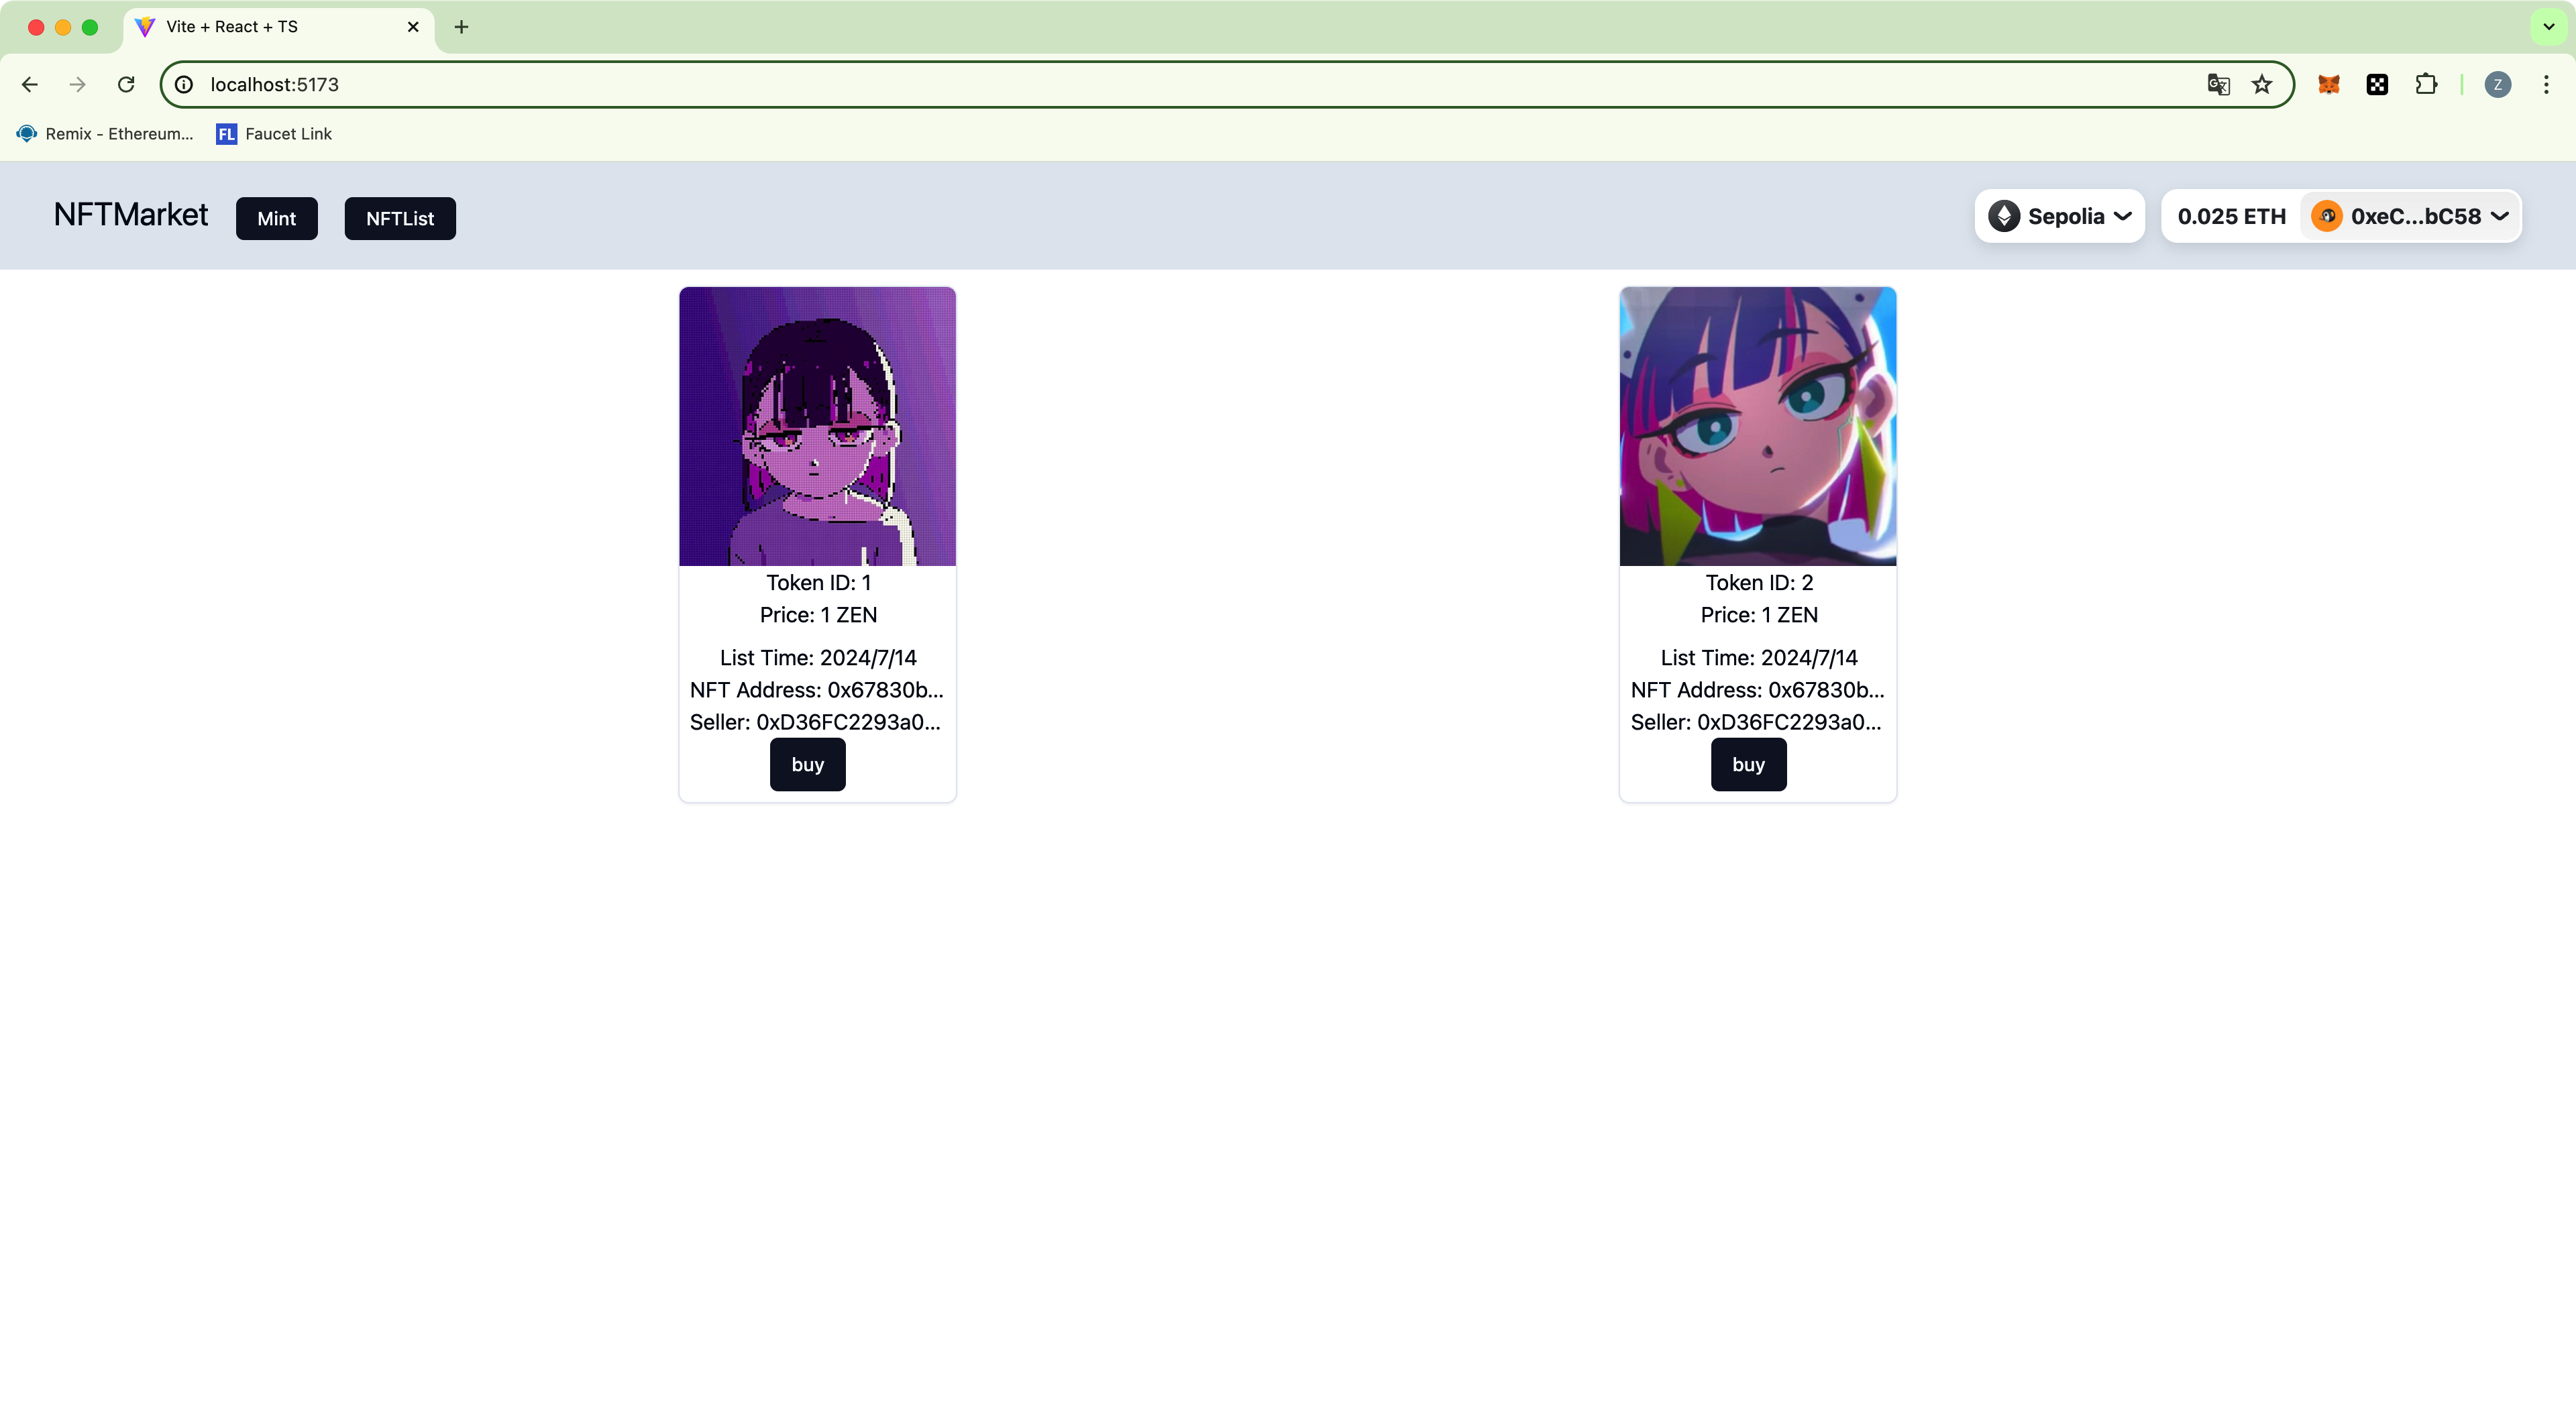 Vite + React + TS
localhost:5173
Remix - Ethereum...
FL Faucet Link
Z
NFTMarket
Mint
NFTList
Sepolia
0.025 ETH
0xeC...bC58
Token ID: 1
Price: 1 ZEN
List Time: 2024/7/14
NFT Address: 0x67830b...
Seller: 0xD36FC2293a0...
buy
Token ID: 2
Price: 1 ZEN
List Time: 2024/7/14
NFT Address: 0x67830b...
Seller: 0xD36FC2293a0...
buy